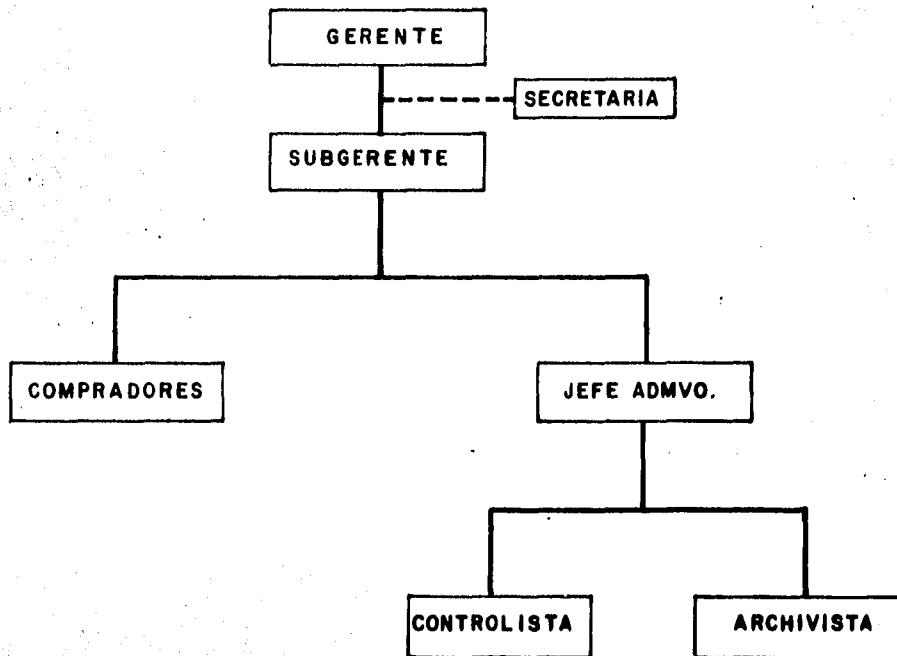 GERENTE
SECRETARIA
SUBGERENTE
COMPRADORES
JEFE ADMVO.
CONTROLISTA
ARCHIVISTA